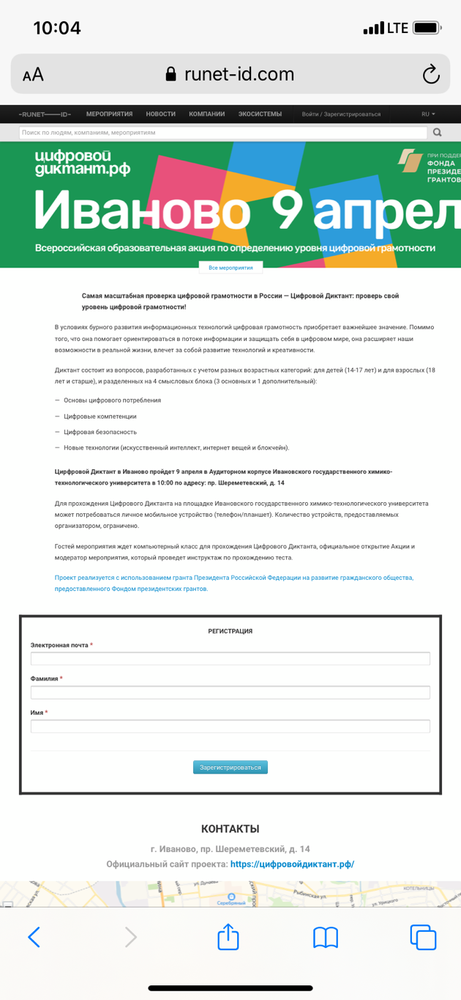 10:04
LTE
AA
runet-id.com
-RUNET—ID-
МЕРОПРИЯТИЯ
НОВОСТИ
КОМПАНИИ
ЭКОСИСТЕМЫ
Войти / Зарегистрироваться
RU
Поиск по людям, компаниям, мероприятиям
цифровой
диктант.рф
ПРИ ПОДДЕ
ФОНДА
ПРЕЗИДЕ
ГРАНТОВ
Иваново 9 апрел
Всероссийская образовательная акция по определению уровня цифровой грамотности
Все мероприятия
Самая масштабная проверка цифровой грамотности в России — Цифровой Диктант: проверь свой
уровень цифровой грамотности!
В условиях бурного развития информационных технологий цифровая грамотность приобретает важнейшее значение. Помимо
того, что она помогает ориентироваться в потоке информации и защищать себя в цифровом мире, она расширяет наши
возможности в реальной жизни, влечет за собой развитие технологий и креативности.
Диктант состоит из вопросов, разработанных с учетом разных возрастных категорий: для детей (14-17 лет) и для взрослых (18
лет и старше), и разделенных на 4 смысловых блока (3 основных и 1 дополнительный):
— Основы цифрового потребления
— Цифровые компетенции
— Цифровая безопасность
— Новые технологии (искусственный интеллект, интернет вещей и блокчейн).
Цирфровой Диктант в Иваново пройдет 9 апреля в Аудиторном корпусе Ивановского государственного химико-
технологического университета в 10:00 по адресу: пр. Шереметевский, д. 14
Для прохождения Цифрового Диктанта на площадке Ивановского государственного химико-технологического университета
может потребоваться личное мобильное устройство (телефон/планшет). Количество устройств, предоставляемых
организатором, ограничено.
Гостей мероприятия ждет компьютерный класс для прохождения Цифрового Диктанта, официальное открытие Акции и
модератор мероприятия, который проведет инструктаж по прохождению теста.
Проект реализуется с использованием гранта Президента Российской Федерации на развитие гражданского общества,
предоставленного Фондом президентских грантов.
РЕГИСТРАЦИЯ
Электронная почта *
Фамилия *
Имя *
Зарегистрироваться
КОНТАКТЫ
г. Иваново, пр. Шереметевский, д. 14
Официальный сайт проекта: https://цифровойдиктант.рф/
КОТЕЛЬНИЦЫ
Рыбинская ул.
ул. Урицкого
Серебряный